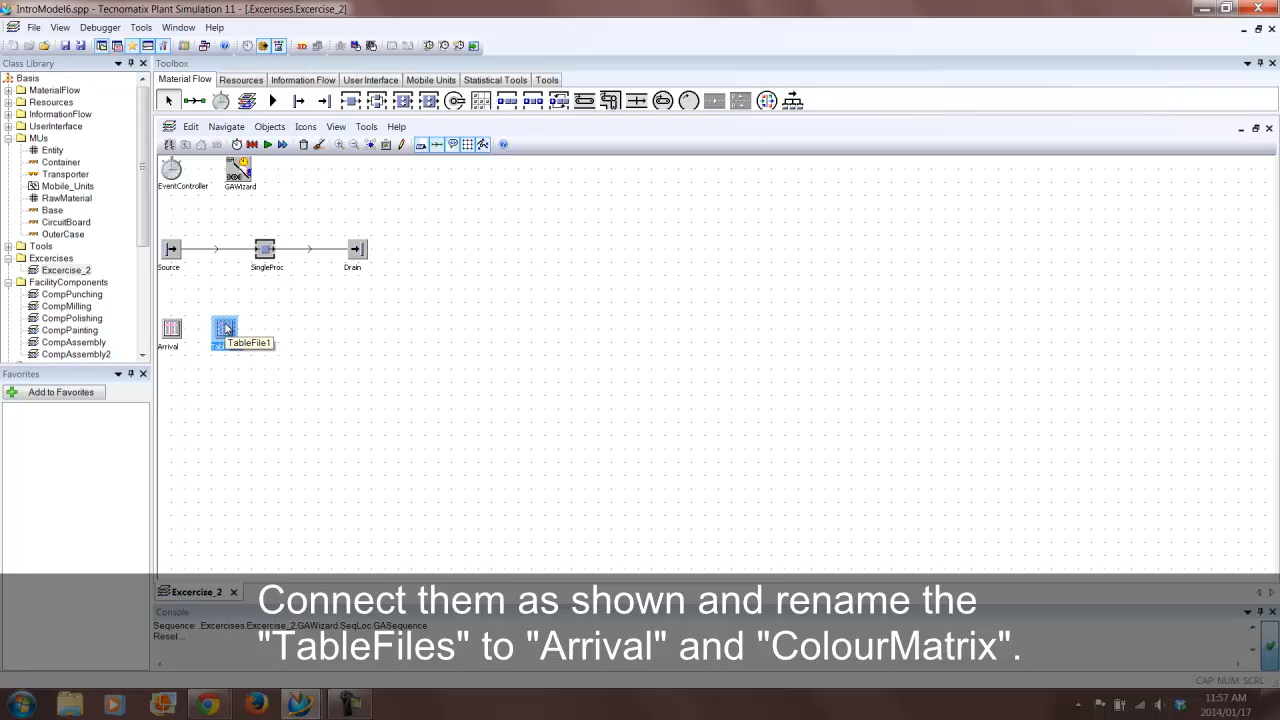 IntroModel6.spp - Tecnomatix Plant Simulation 11 - [.Excercises.Excercise_2]
File View Debugger Tools Window Help
Class Library
Toolbox
Basis
MaterialFlow
Resources
InformationFlow
UserInterface
MUs
Entity
Container
Transporter
Mobile_Units
RawMaterial
Base
CircuitBoard
OuterCase
Tools
Excercises
Excercise_2
FacilityComponents
CompPunching
CompMilling
CompPolishing
CompPainting
CompAssembly
CompAssembly2
Favorites
Add to Favorites
Material Flow Resources Information Flow User Interface Mobile Units Statistical Tools Tools
Edit Navigate Objects Icons View Tools Help
EventController GAWizard
Source SingleProc Drain
Arrival
TableFile1
Excercise_2
Console
Sequence: .Excercises.Excercise_2.GAWizard.SeqLoc.GASequence
Reset...
Connect them as shown and rename the
"TableFiles" to "Arrival" and "ColourMatrix".
CAP NUM SCRL
11:57 AM
2014/01/17